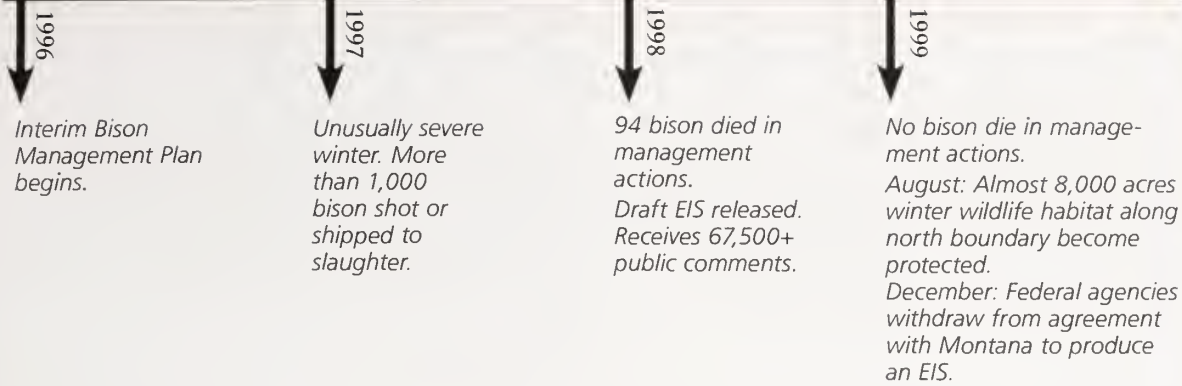 1996
Interim Bison
Management Plan
begins.
1997
Unusually severe
winter. More
than 1,000
bison shot or
shipped to
slaughter.
1998
94 bison died in
management
actions.
Draft EIS released.
Receives 67,500+
public comments.
1999
No bison die in manage-
ment actions.
August: Almost 8,000 acres
winter wildlife habitat along
north boundary become
protected.
December: Federal agencies
withdraw from agreement
with Montana to produce
an EIS.